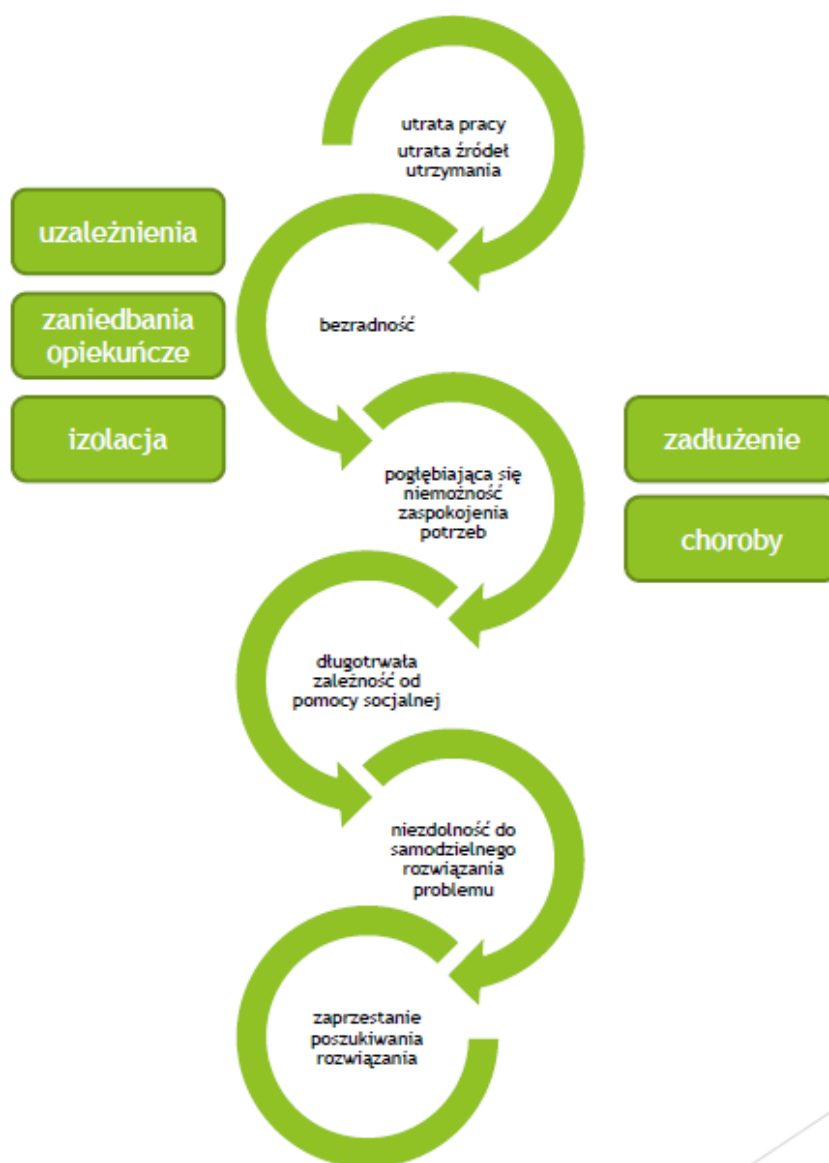 utrata pracy
utrata źródeł
utrzymania
uzależnienia
zaniedbania
opiekuńcze
izolacja
bezradność
pogłębiająca się
niemożność
zaspokojenia
potrzeb
zadłużenie
choroby
długotrwała
zależność od
pomocy socjalnej
niezdolność do
samodzielnego
rozwiązania
problemu
zaprzestanie
poszukiwania
rozwiązania